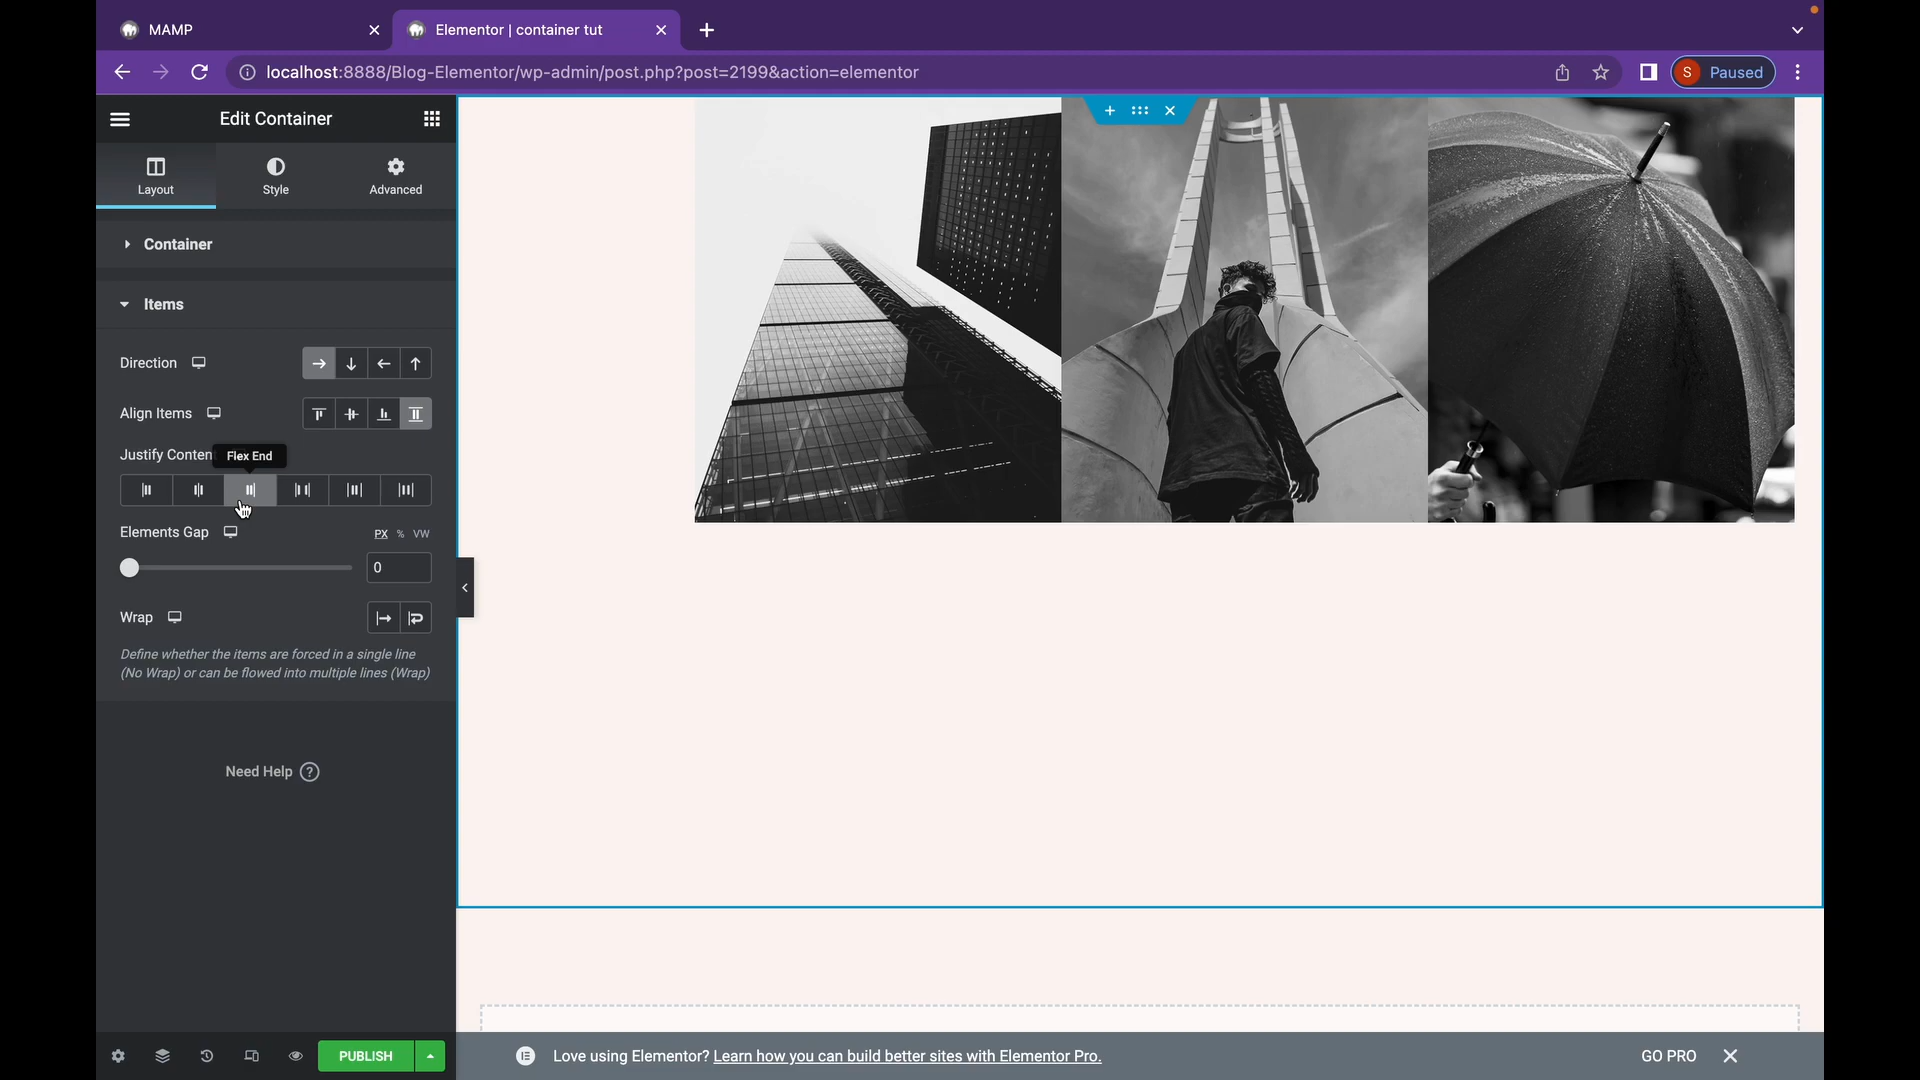 MAMP
Elementor | container tut
localhost:8888/Blog-Elementor/wp-admin/post.php?post=2199&action=elementor
S
Paused
Edit Container
Layout
Style
Advanced
Container
Items
Direction
Align Items
Justify Conten
Flex End
Elements Gap
PX % VW
0
Wrap
Define whether the items are forced in a single line
(No Wrap) or can be flowed into multiple lines (Wrap)
Need Help ?
PUBLISH
Love using Elementor? Learn how you can build better sites with Elementor Pro.
GO PRO